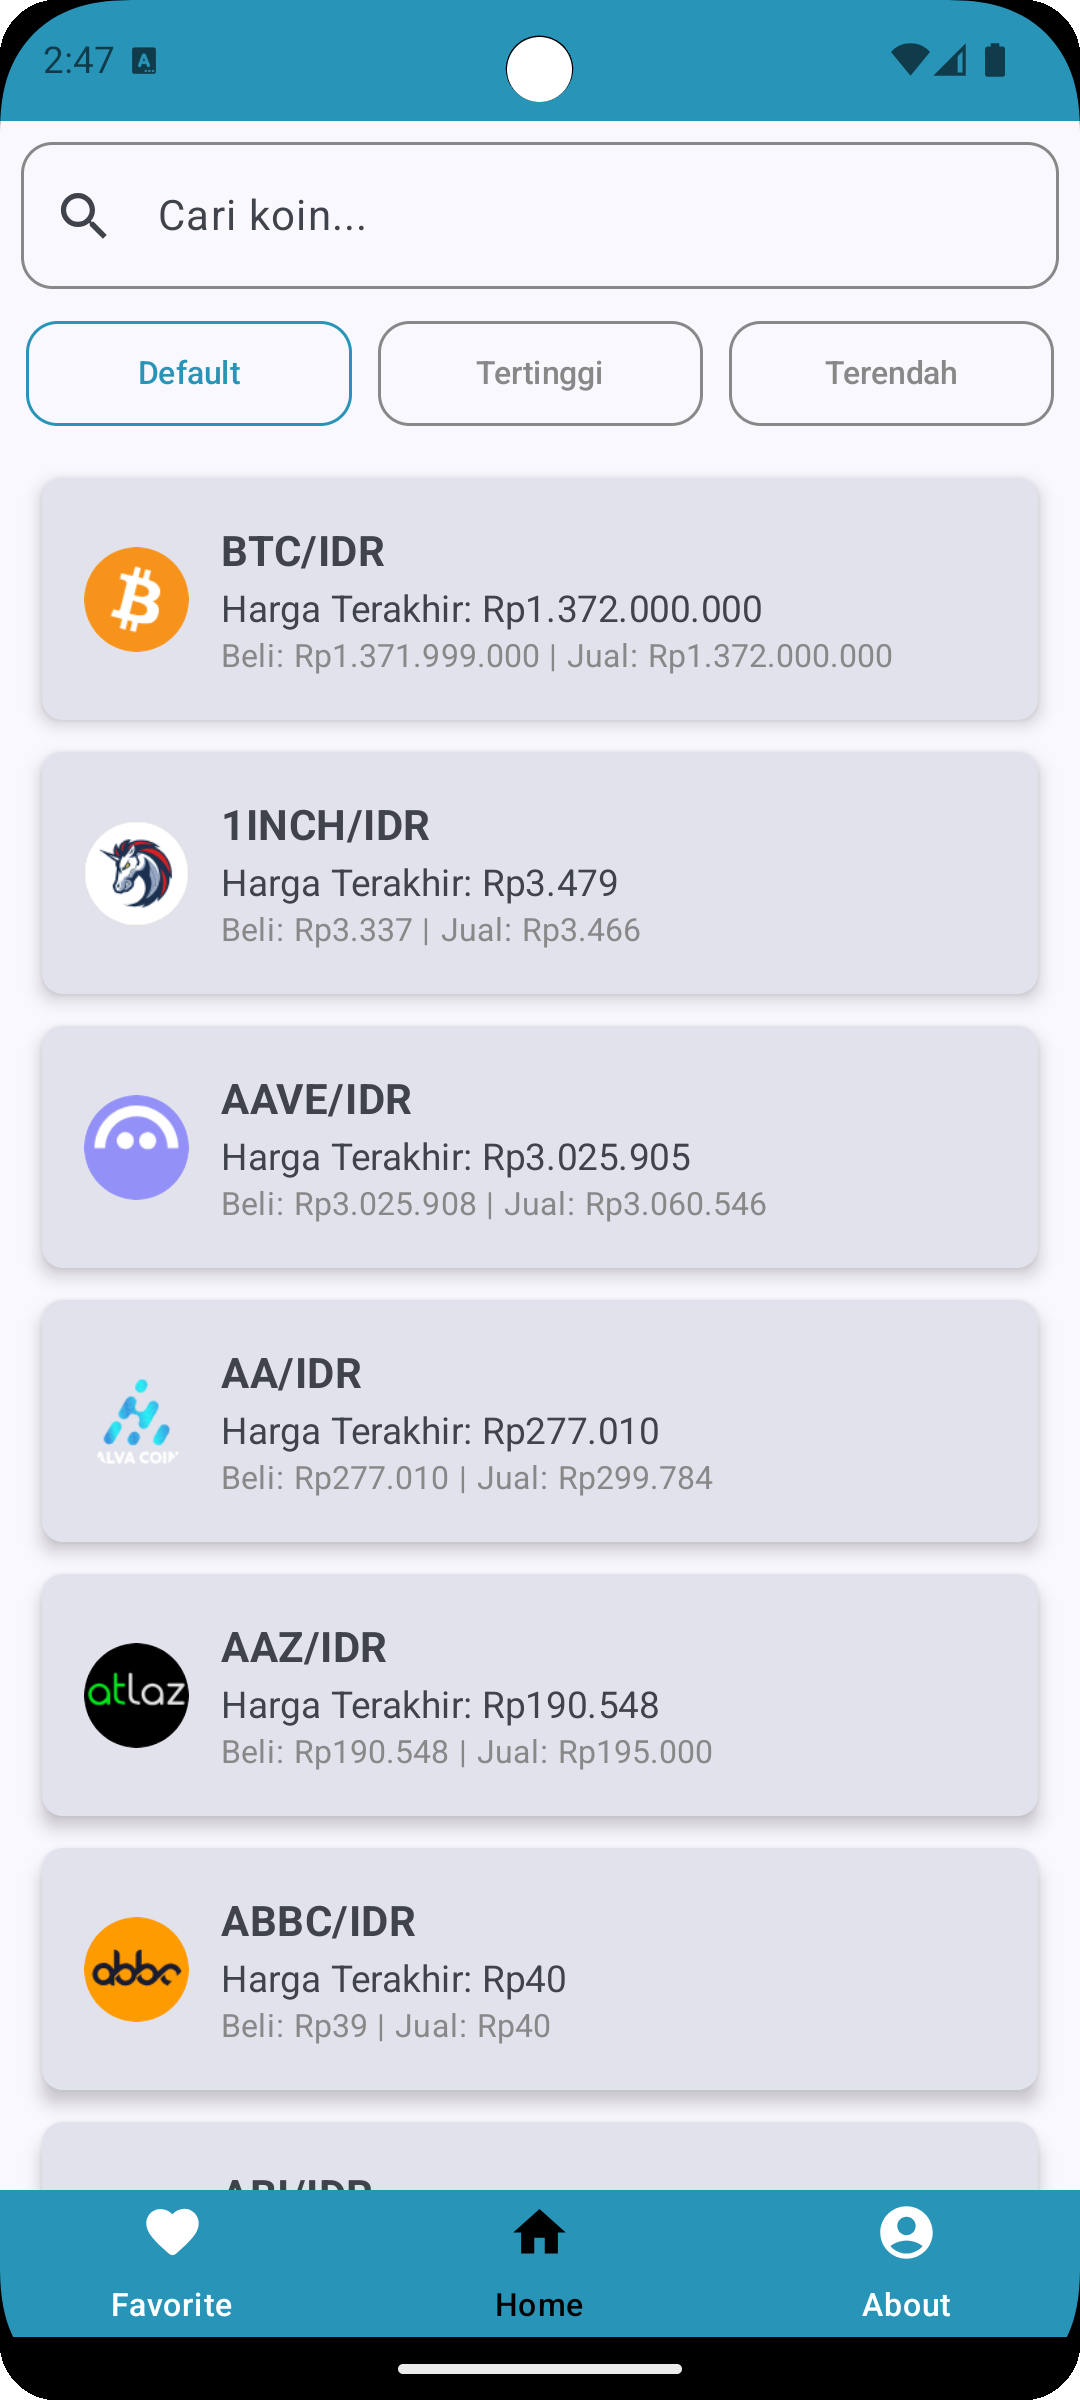 2:47
Cari koin...
Default
Tertinggi
Terendah
BTC/IDR
Harga Terakhir: Rp1.372.000.000
Beli: Rp1.371.999.000 | Jual: Rp1.372.000.000
1INCH/IDR
Harga Terakhir: Rp3.479
Beli: Rp3.337 | Jual: Rp3.466
AAVE/IDR
Harga Terakhir: Rp3.025.905
Beli: Rp3.025.908 | Jual: Rp3.060.546
AA/IDR
Harga Terakhir: Rp277.010
Beli: Rp277.010 | Jual: Rp299.784
ALVA COIN
AAZ/IDR
Harga Terakhir: Rp190.548
Beli: Rp190.548 | Jual: Rp195.000
atlaz
ABBC/IDR
Harga Terakhir: Rp40
Beli: Rp39 | Jual: Rp40
abbc
Favorite
Home
About